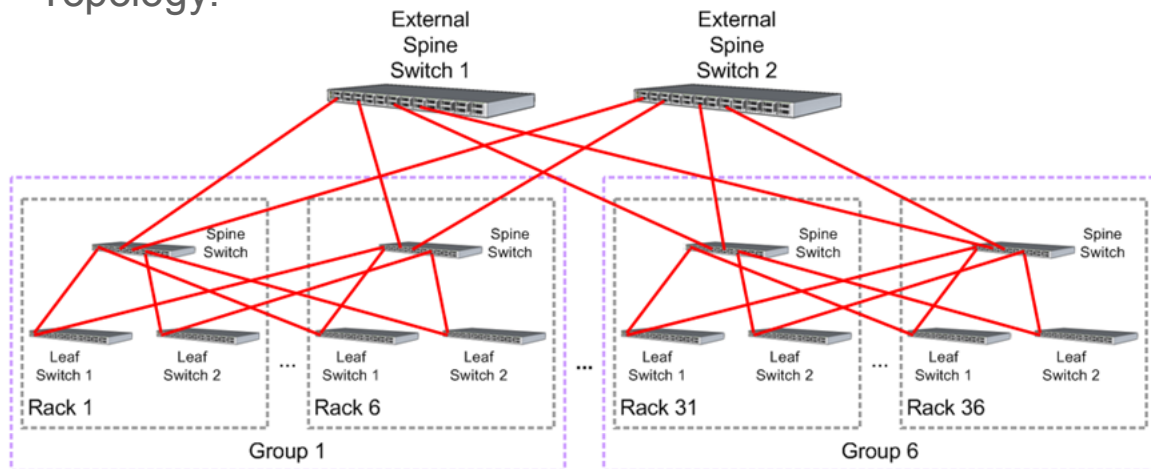 Topology:
External
Spine
Switch 1
External
Spine
Switch 2
Spine
Switch
Spine
Switch
Spine
Switch
Spine
Switch
Leaf
Switch 1
Leaf
Switch 2
...
Leaf
Switch 1
Leaf
Switch 2
...
Leaf
Switch 1
Leaf
Switch 2
...
Leaf
Switch 1
Leaf
Switch 2
Rack 1
Rack 6
Rack 31
Rack 36
Group 1
Group 6